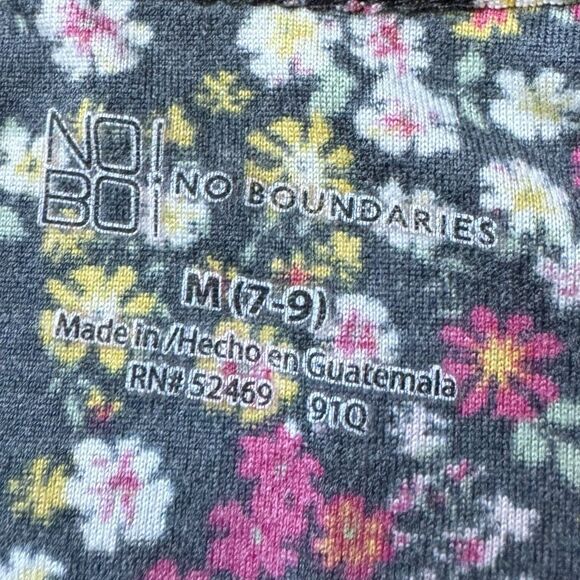 NO
BO
NO BOUNDARIES
M (7-9)
Made in/Hecho en Guatemala
RN# 52469 91Q